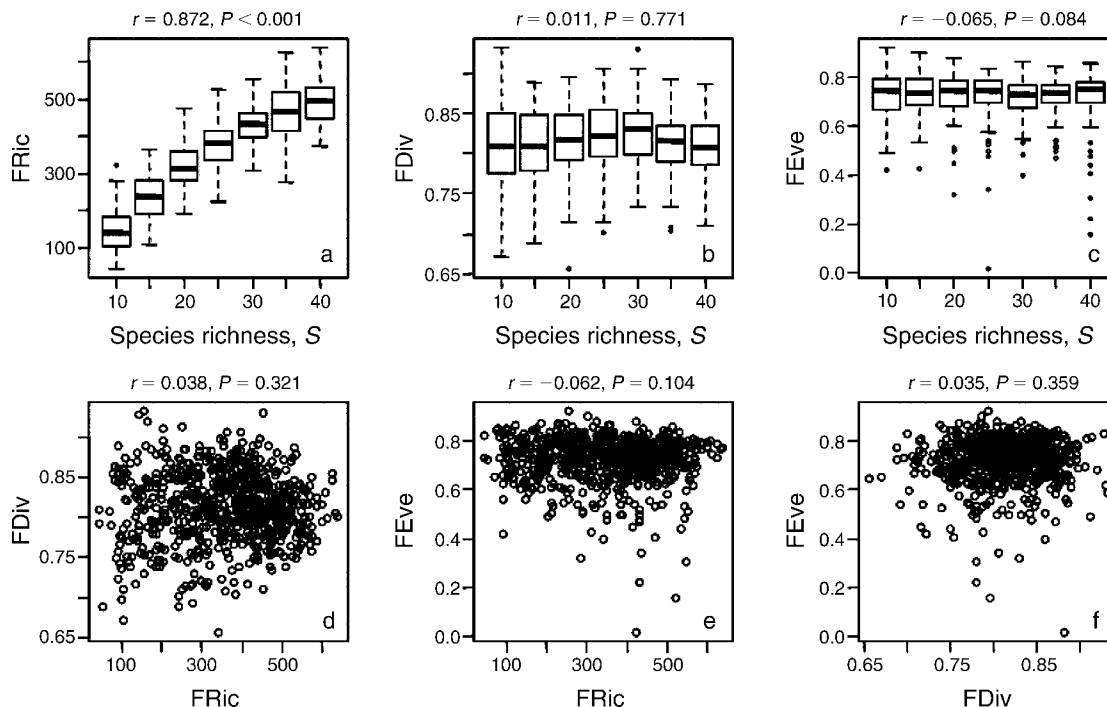 r = 0.872, P < 0.001
FRic
500
300
100
a
10 20 30 40
Species richness, S
r = 0.011, P = 0.771
FDiv
0.85
0.75
0.65
b
10 20 30 40
Species richness, S
r = −0.065, P = 0.084
FEve
0.8
0.6
0.4
0.2
0.0
c
10 20 30 40
Species richness, S
r = 0.038, P = 0.321
FDiv
0.85
0.75
0.65
d
100 300 500
FRic
r = −0.062, P = 0.104
FEve
0.8
0.6
0.4
0.2
0.0
e
100 300 500
FRic
r = 0.035, P = 0.359
FEve
0.8
0.6
0.4
0.2
0.0
f
0.65 0.75 0.85
FDiv